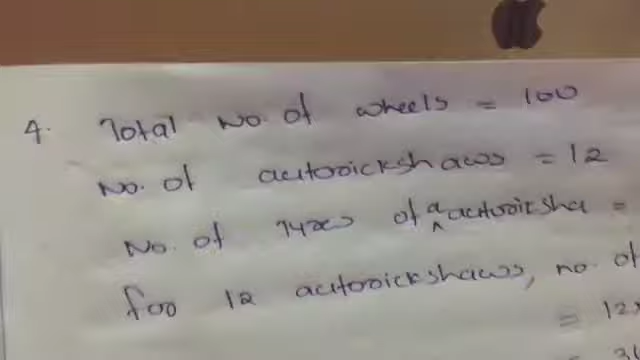 4. Total No. of wheels = 100
No. of autorickshaws = 12
No. of tyres of a autoricksha =
for 12 autorickshaws, no. of
= 12x